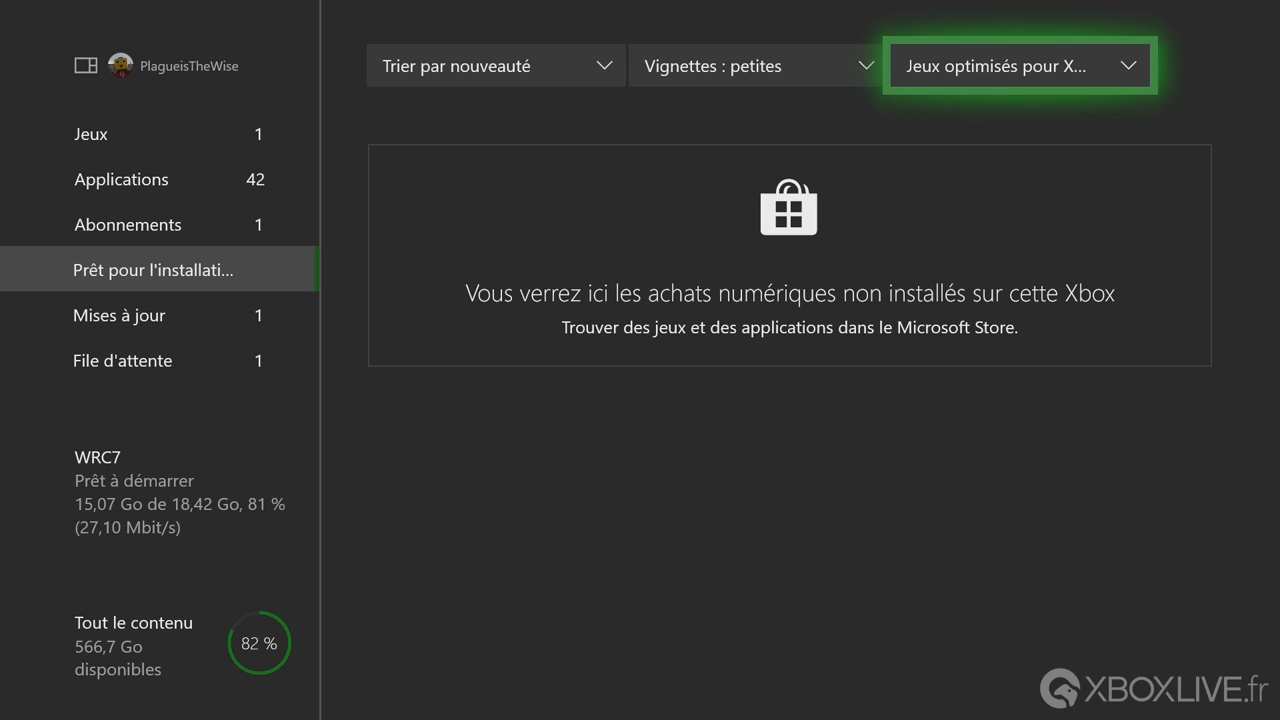 PlagueisTheWise
Trier par nouveauté
Vignettes : petites
Jeux optimisés pour X...
Jeux 1
Applications 42
Abonnements 1
Prêt pour l'installati...
Mises à jour 1
File d'attente 1
Vous verrez ici les achats numériques non installés sur cette Xbox
Trouver des jeux et des applications dans le Microsoft Store.
WRC7
Prêt à démarrer
15,07 Go de 18,42 Go, 81 %
(27,10 Mbit/s)
Tout le contenu
566,7 Go
disponibles
82 %
XBOXLIVE.fr